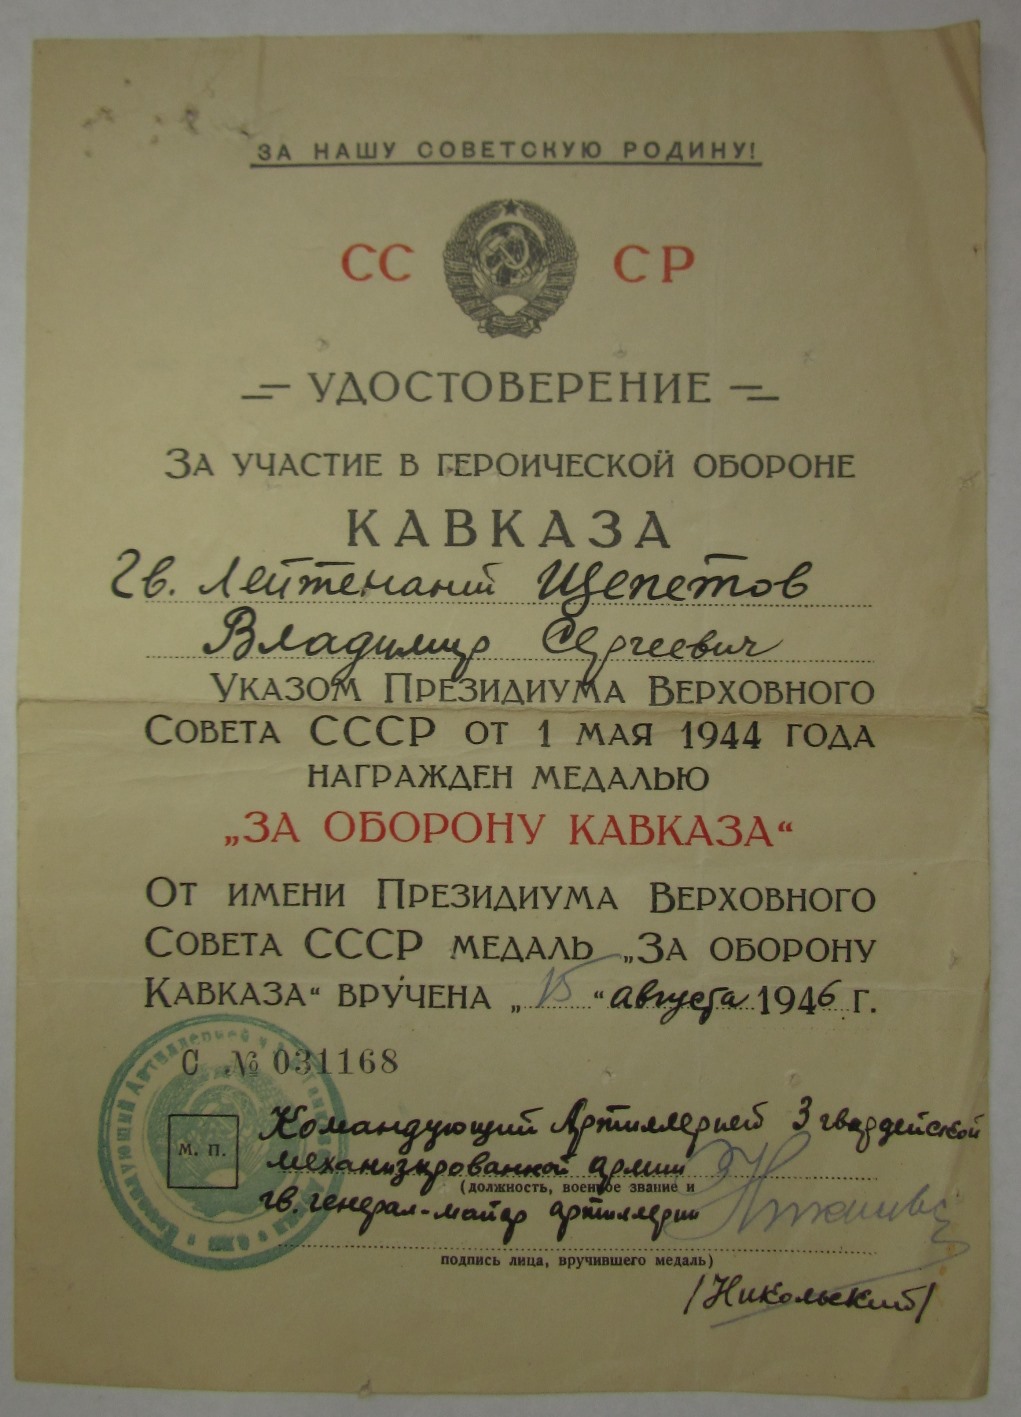 ЗА НАШУ СОВЕТСКУЮ РОДИНУ!
СС СР
УДОСТОВЕРЕНИЕ
ЗА УЧАСТИЕ В ГЕРОИЧЕСКОЙ ОБОРОНЕ
КАВКАЗА
Гв. Лейтенант Щепетов
Владимир Сергеевич
УКАЗОМ ПРЕЗИДИУМА ВЕРХОВНОГО
СОВЕТА СССР ОТ 1 МАЯ 1944 ГОДА
НАГРАЖДЕН МЕДАЛЬЮ
„ЗА ОБОРОНУ КАВКАЗА“
ОТ ИМЕНИ ПРЕЗИДИУМА ВЕРХОВНОГО
СОВЕТА СССР МЕДАЛЬ „ЗА ОБОРОНУ
КАВКАЗА“ ВРУЧЕНА „15“ августа 1946 г.
С № 031168
Командующий Артиллерией 3 гвардейской
М. П.
механизированной армии
(должность, военное звание и
гв. генерал-майор артиллерии
подпись лица, вручившего медаль)
/Никольский/
Командующий Артиллерией